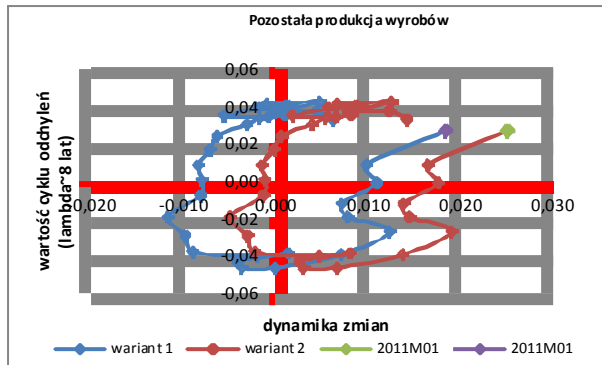 Pozostała produkcja wyrobów
0,06
0,04
0,02
0,00
-0,02
-0,04
-0,06
-0,020 -0,010 0,000 0,010 0,020 0,030
wartość cyklu odchyleń
(lambda~8 lat)
dynamika zmian
wariant 1 wariant 2 2011M01 2011M01